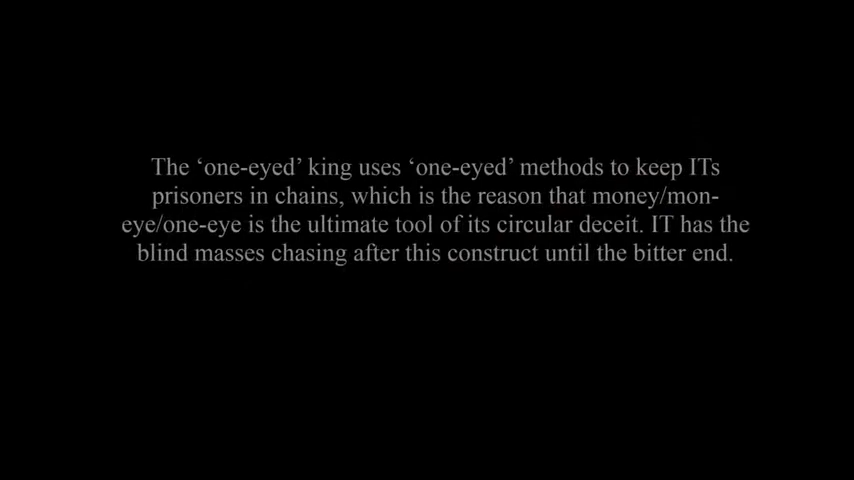 The ‘one-eyed’ king uses ‘one-eyed’ methods to keep ITs
prisoners in chains, which is the reason that money/mon-
eye/one-eye is the ultimate tool of its circular deceit. IT has the
blind masses chasing after this construct until the bitter end.